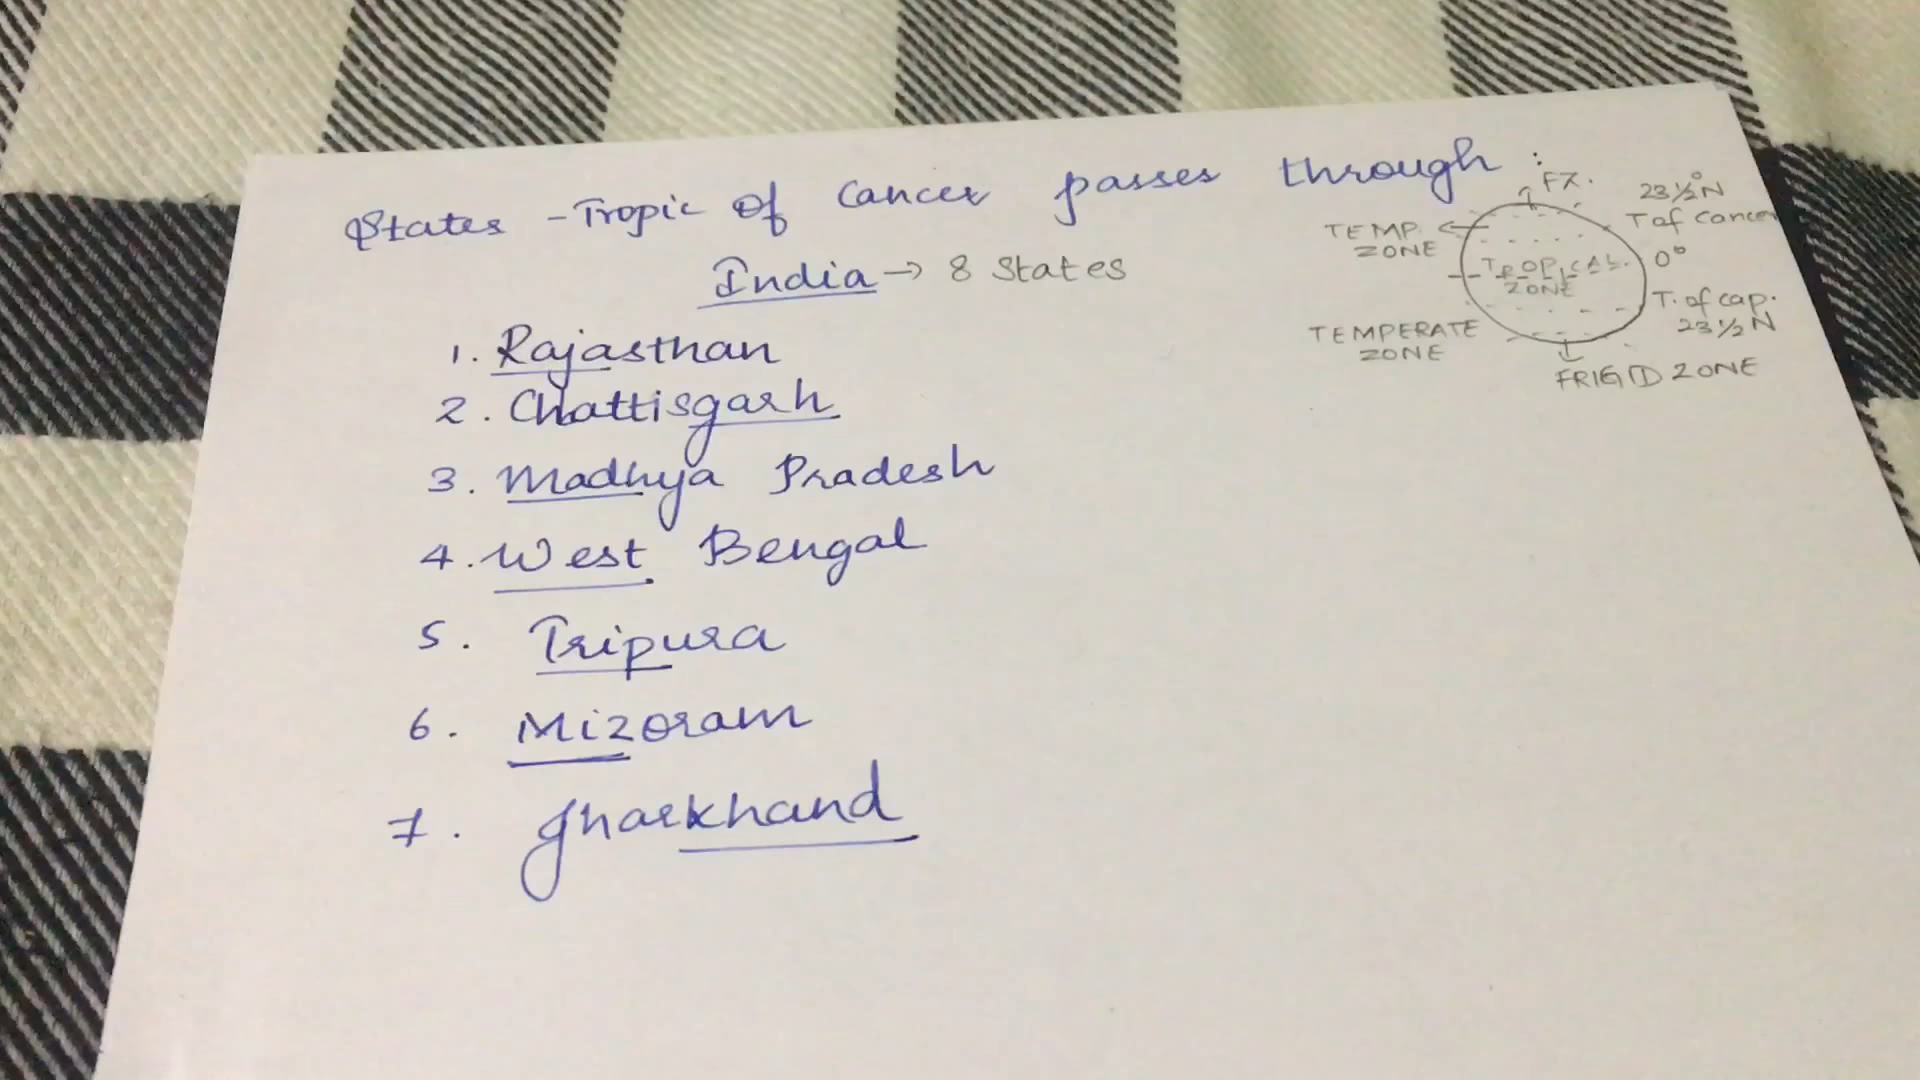 States - Tropic of Cancer passes through :
India → 8 States
1. Rajasthan
2. Chattisgarh
3. Madhya Pradesh
4. West Bengal
5. Tripura
6. Mizoram
7. Jharkhand
FZ.
23½°N
T of Cancer
TEMP. ZONE
0°
TROPICAL ZONE
T. of cap.
23½N
TEMPERATE ZONE
FRIGID ZONE